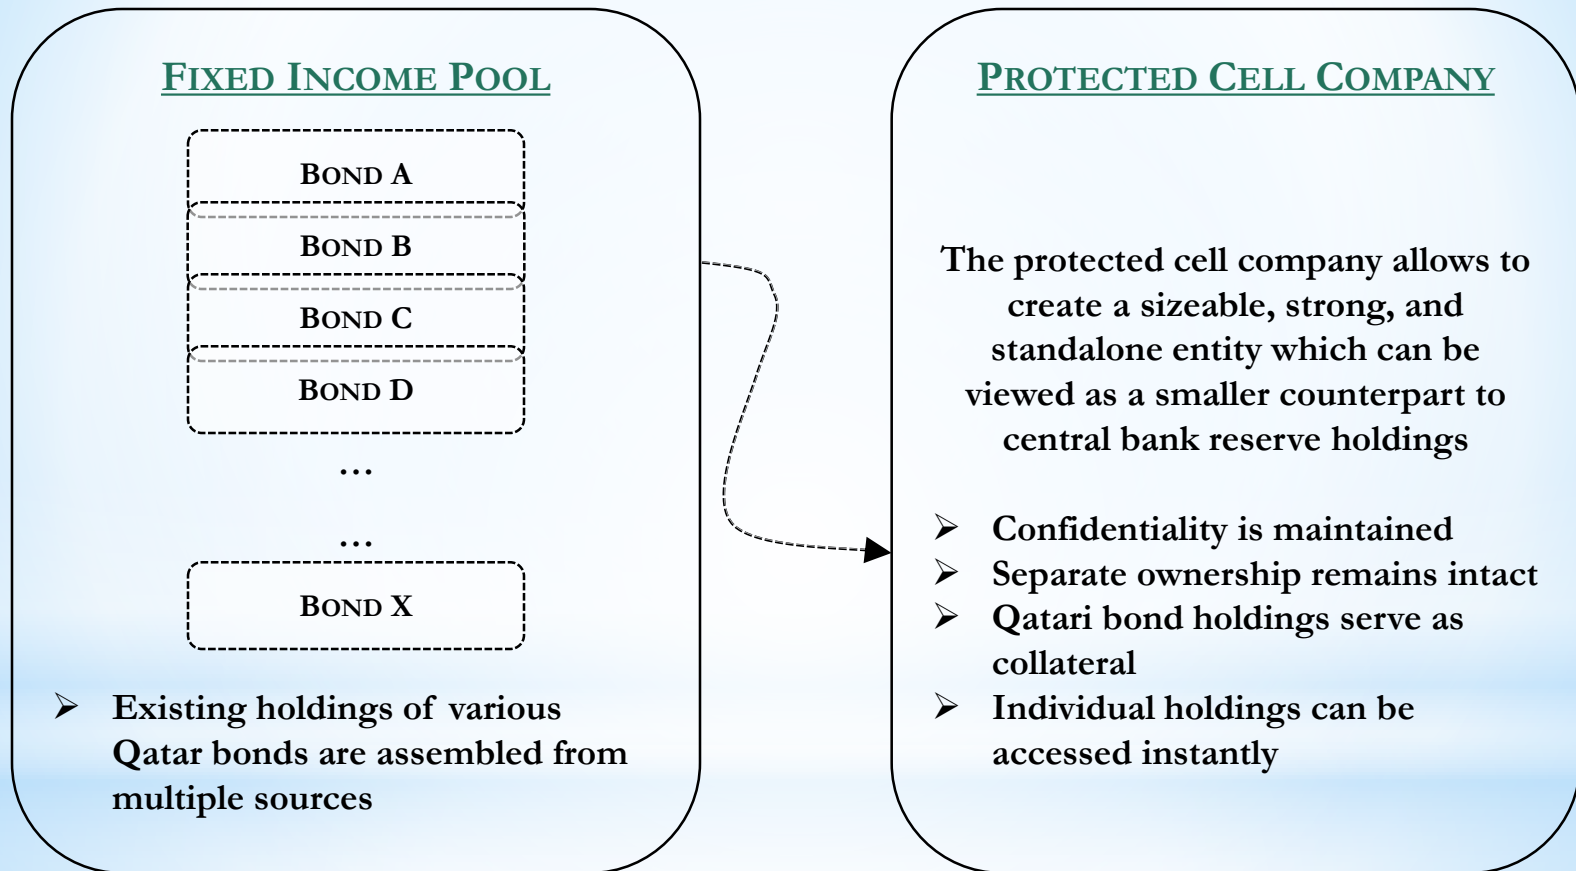 FIXED INCOME POOL
BOND A
BOND B
BOND C
BOND D
...
...
BOND X
➢ Existing holdings of various
Qatar bonds are assembled from
multiple sources
PROTECTED CELL COMPANY
The protected cell company allows to
create a sizeable, strong, and
standalone entity which can be
viewed as a smaller counterpart to
central bank reserve holdings
➢ Confidentiality is maintained
➢ Separate ownership remains intact
➢ Qatari bond holdings serve as
collateral
➢ Individual holdings can be
accessed instantly